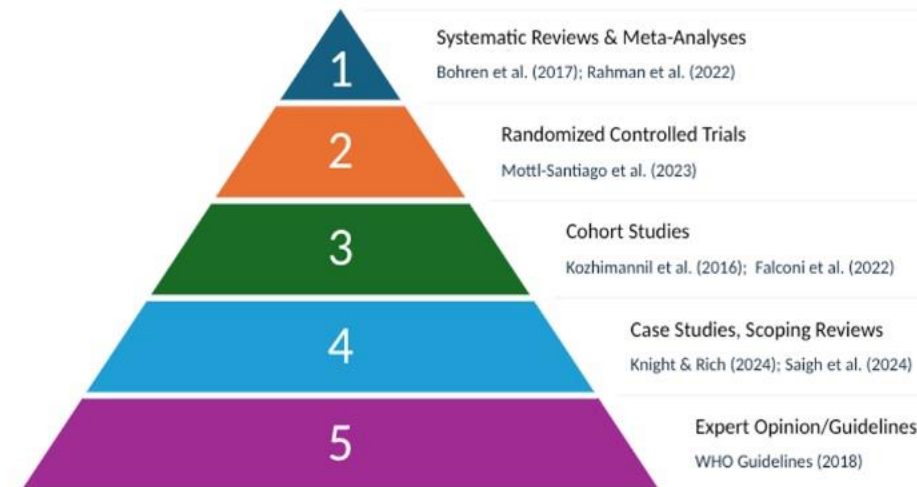 1
Systematic Reviews & Meta-Analyses
Bohren et al. (2017); Rahman et al. (2022)
2
Randomized Controlled Trials
Mottl-Santiago et al. (2023)
3
Cohort Studies
Kozhimannil et al. (2016); Falconi et al. (2022)
4
Case Studies, Scoping Reviews
Knight & Rich (2024); Saigh et al. (2024)
5
Expert Opinion/Guidelines
WHO Guidelines (2018)